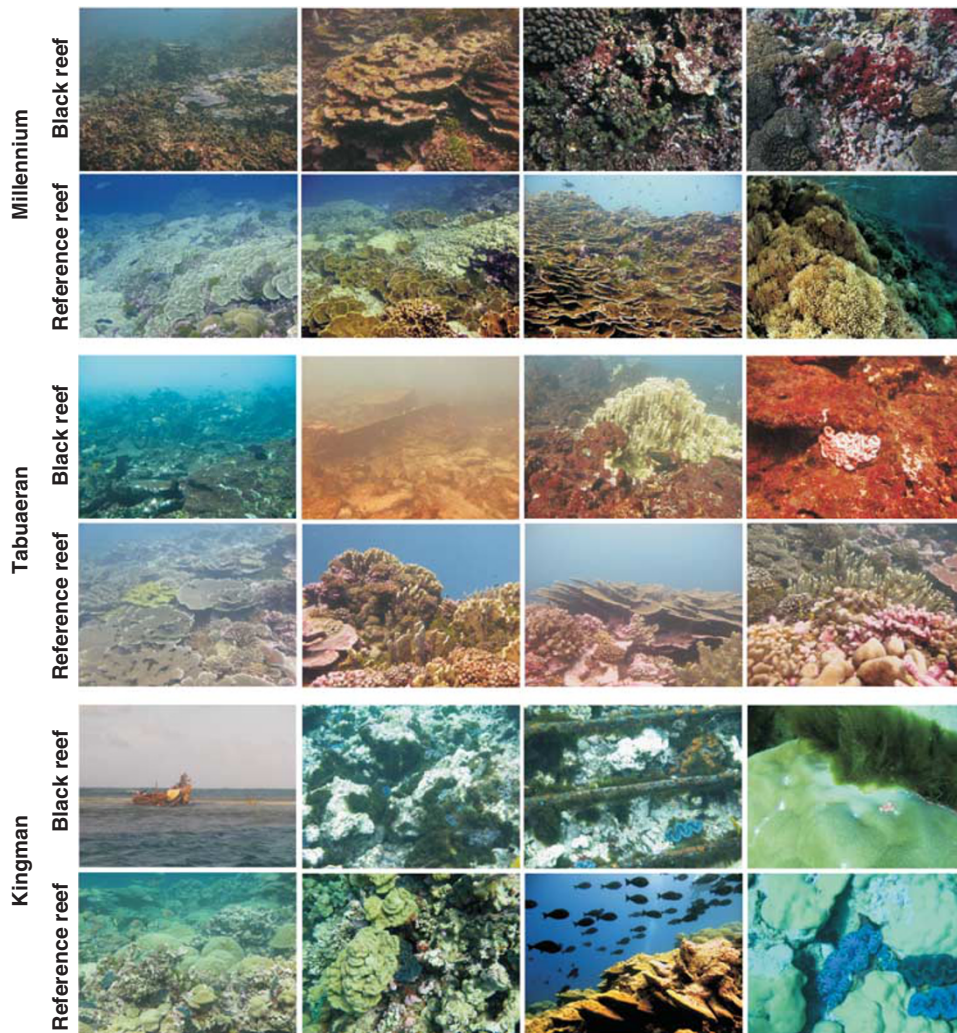 Millennium
Black reef
Reference reef
Tabuaeran
Black reef
Reference reef
Kingman
Black reef
Reference reef